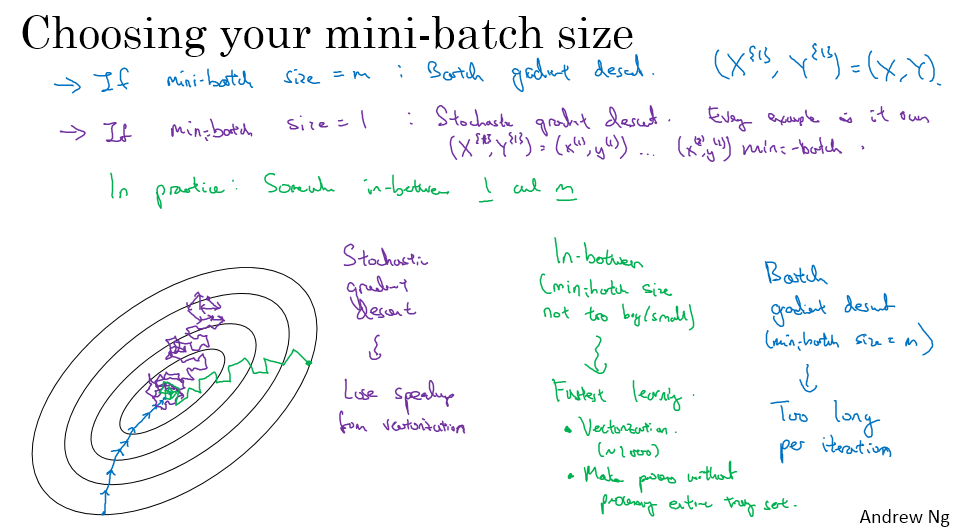 Choosing your mini-batch size
→ If mini-batch size = m : Batch gradient descent. (X^{1}, Y^{1}) = (X, Y).
→ If mini-batch size = 1 : Stochastic gradient descent. Every example is it own
(X^{1}, Y^{1}) = (x^(1), y^(1)) ... (x^(2), y^(2)) mini-batch.
In practice: Somewhere in-between 1 and m
Stochastic
gradient
descent
Lose speedup
from vectorization
In-between
(mini-batch size
not too big/small)
Fastest learning.
• Vectorization.
(~1000)
• Make progress without
processing entire training set.
Batch
gradient descent
(mini-batch size = m)
Too long
per iteration
Andrew Ng